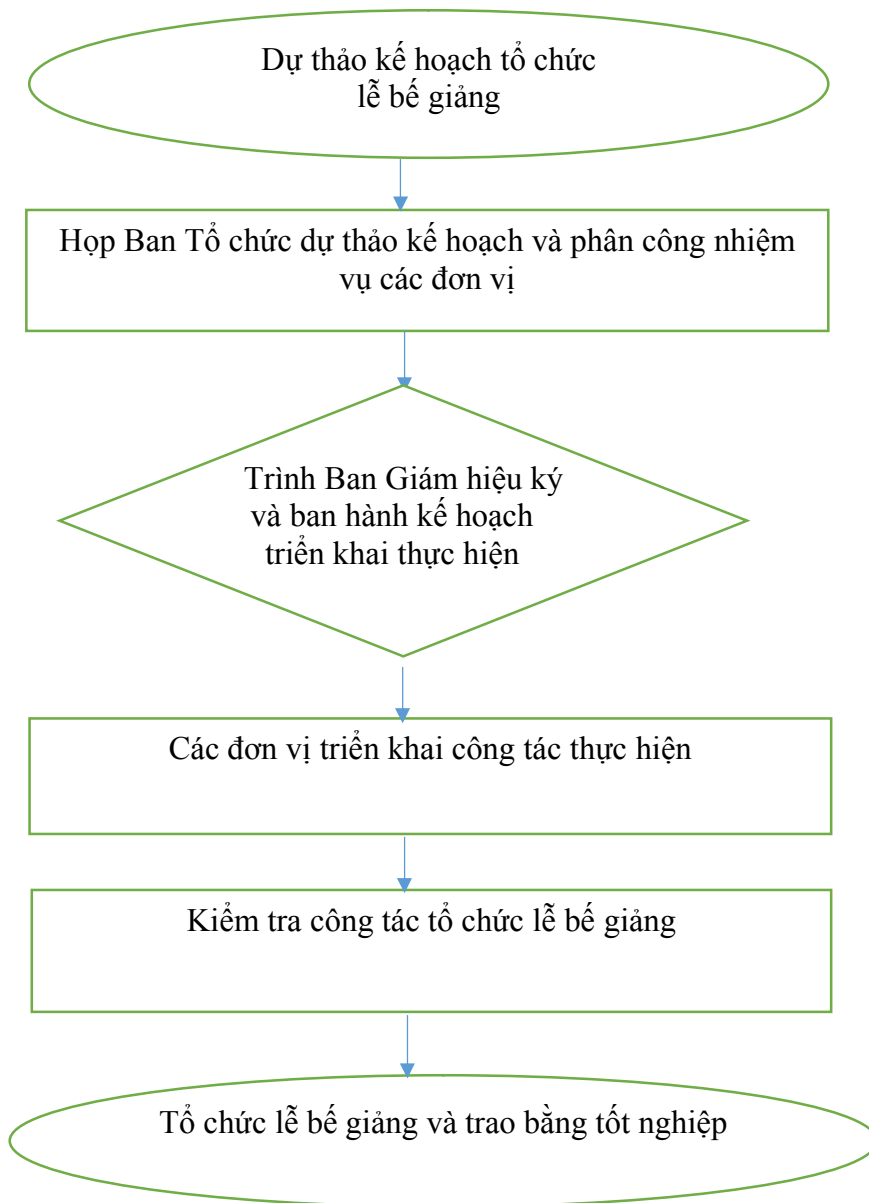 Dự thảo kế hoạch tổ chức
lễ bế giảng
Họp Ban Tổ chức dự thảo kế hoạch và phân công nhiệm
vụ các đơn vị
Trình Ban Giám hiệu ký
và ban hành kế hoạch
triển khai thực hiện
Các đơn vị triển khai công tác thực hiện
Kiểm tra công tác tổ chức lễ bế giảng
Tổ chức lễ bế giảng và trao bằng tốt nghiệp